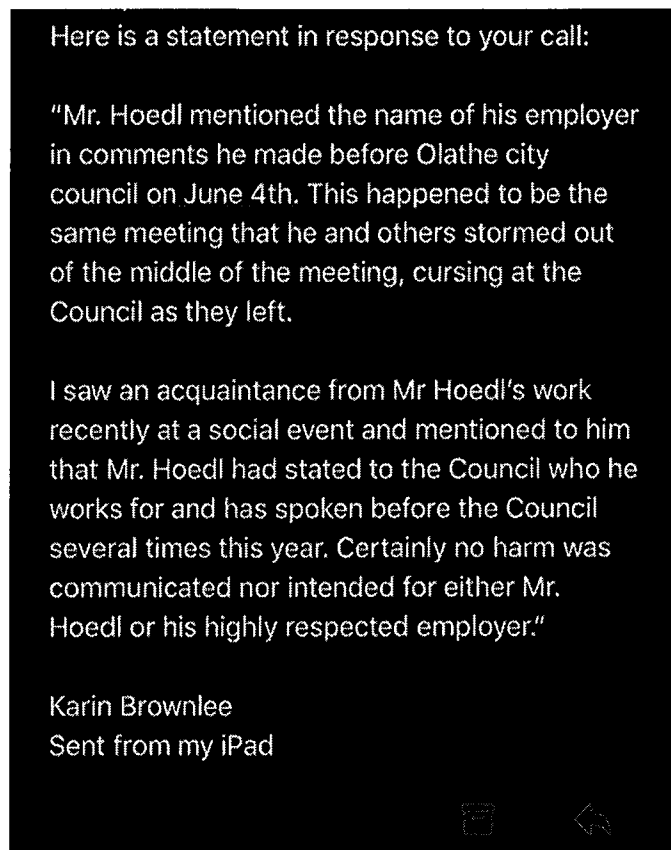 Here is a statement in response to your call:
“Mr. Hoedl mentioned the name of his employer
in comments he made before Olathe city
council on June 4th. This happened to be the
same meeting that he and others stormed out
of the middle of the meeting, cursing at the
Council as they left.
I saw an acquaintance from Mr Hoedl’s work
recently at a social event and mentioned to him
that Mr. Hoedl had stated to the Council who he
works for and has spoken before the Council
several times this year. Certainly no harm was
communicated nor intended for either Mr.
Hoedl or his highly respected employer.“
Karin Brownlee
Sent from my iPad